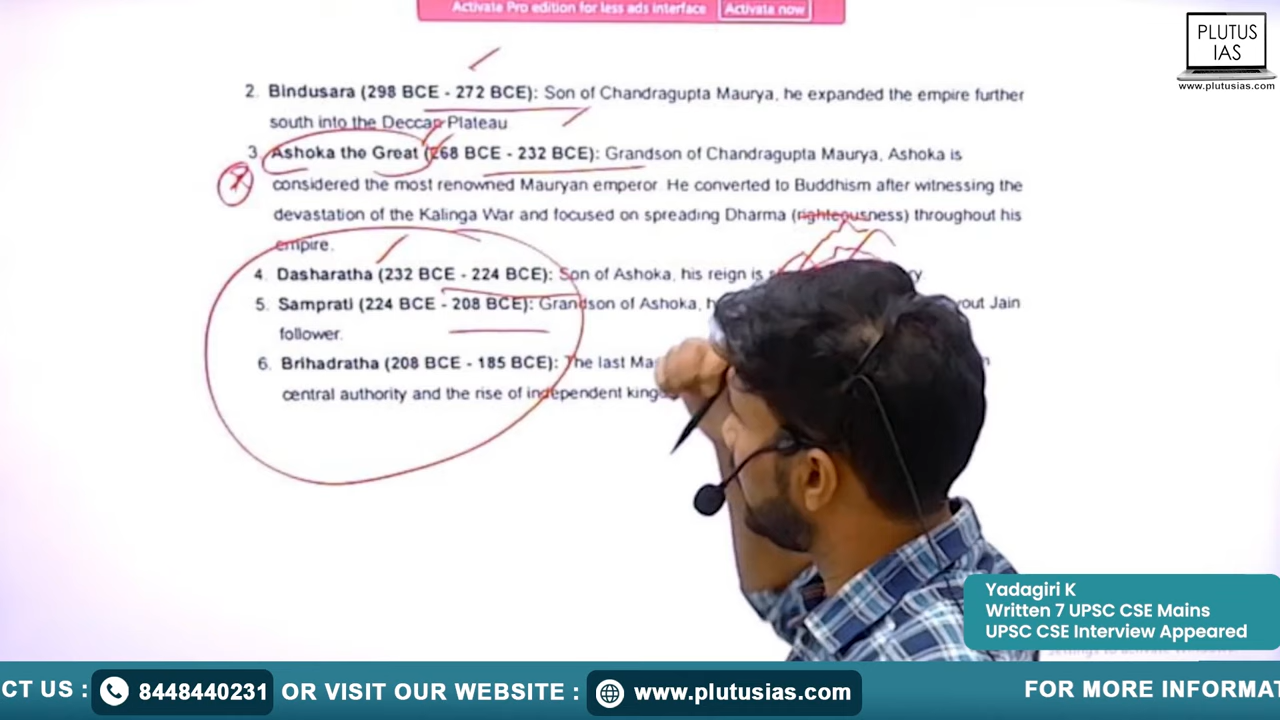 Activate Pro edition for less ads interface Activate now
PLUTUS
IAS
www.plutusias.com
2. Bindusara (298 BCE - 272 BCE): Son of Chandragupta Maurya, he expanded the empire further
south into the Deccan Plateau
3 Ashoka the Great (268 BCE - 232 BCE): Grandson of Chandragupta Maurya, Ashoka is
considered the most renowned Mauryan emperor. He converted to Buddhism after witnessing the
devastation of the Kalinga War and focused on spreading Dharma (righteousness) throughout his
empire.
4. Dasharatha (232 BCE - 224 BCE): Son of Ashoka, his reign is
5. Samprati (224 BCE - 208 BCE): Grandson of Ashoka, Jain
follower.
6. Brihadratha (208 BCE - 185 BCE): The last
central authority and the rise of independent
Yadagiri K
Written 7 UPSC CSE Mains
UPSC CSE Interview Appeared
CT US : 8448440231 OR VISIT OUR WEBSITE : www.plutusias.com FOR MORE INFORMAT